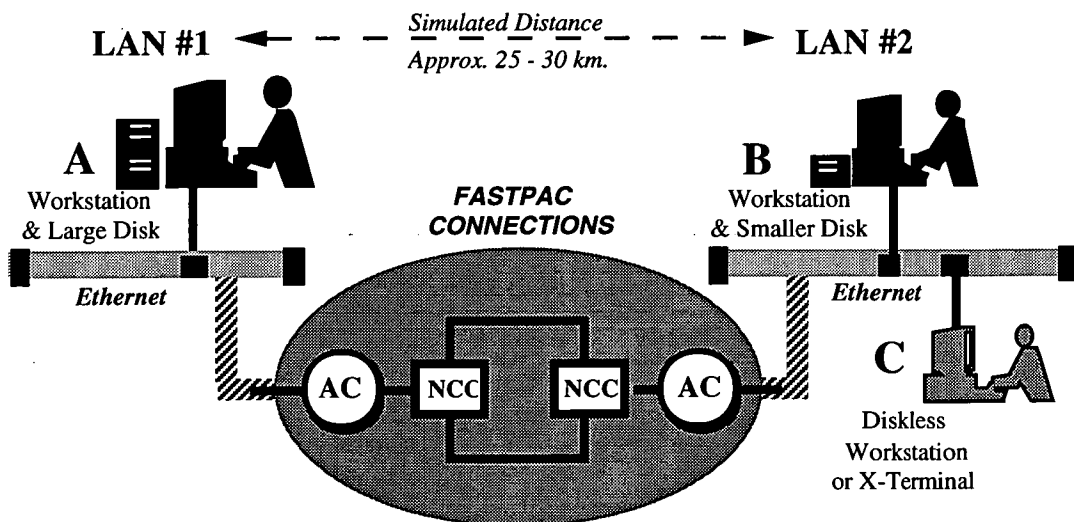 Simulated Distance
LAN #1
LAN #2
Approx. 25 - 30 km.
A
Workstation
& Large Disk
B
Workstation
& Smaller Disk
FASTPAC
CONNECTIONS
Ethernet
Ethernet
AC
NCC
NCC
AC
C
Diskless
Workstation
or X-Terminal